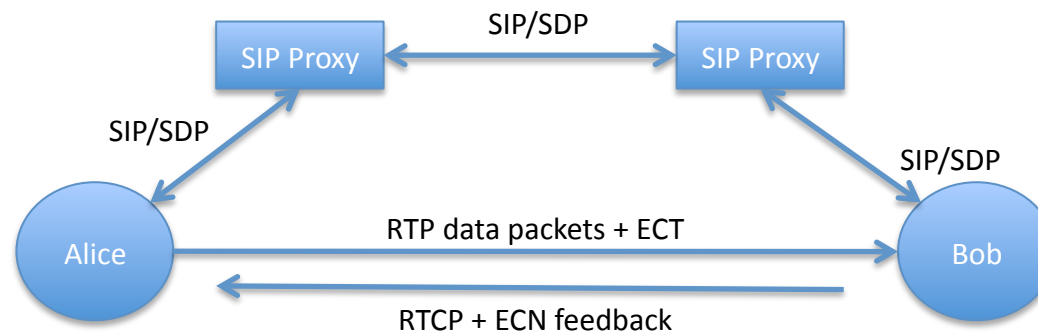 SIP/SDP
SIP Proxy
SIP Proxy
SIP/SDP
SIP/SDP
Alice
RTP data packets + ECT
Bob
RTCP + ECN feedback